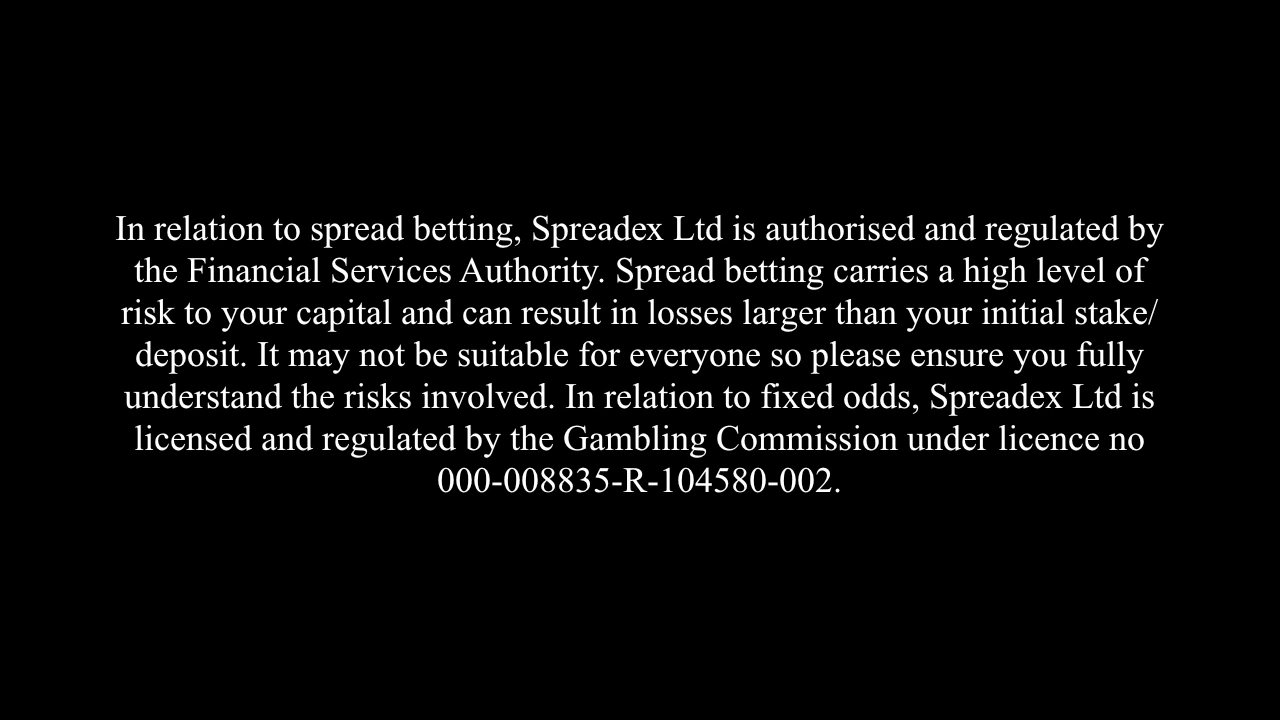 In relation to spread betting, Spreadex Ltd is authorised and regulated by
the Financial Services Authority. Spread betting carries a high level of
risk to your capital and can result in losses larger than your initial stake/
deposit. It may not be suitable for everyone so please ensure you fully
understand the risks involved. In relation to fixed odds, Spreadex Ltd is
licensed and regulated by the Gambling Commission under licence no
000-008835-R-104580-002.